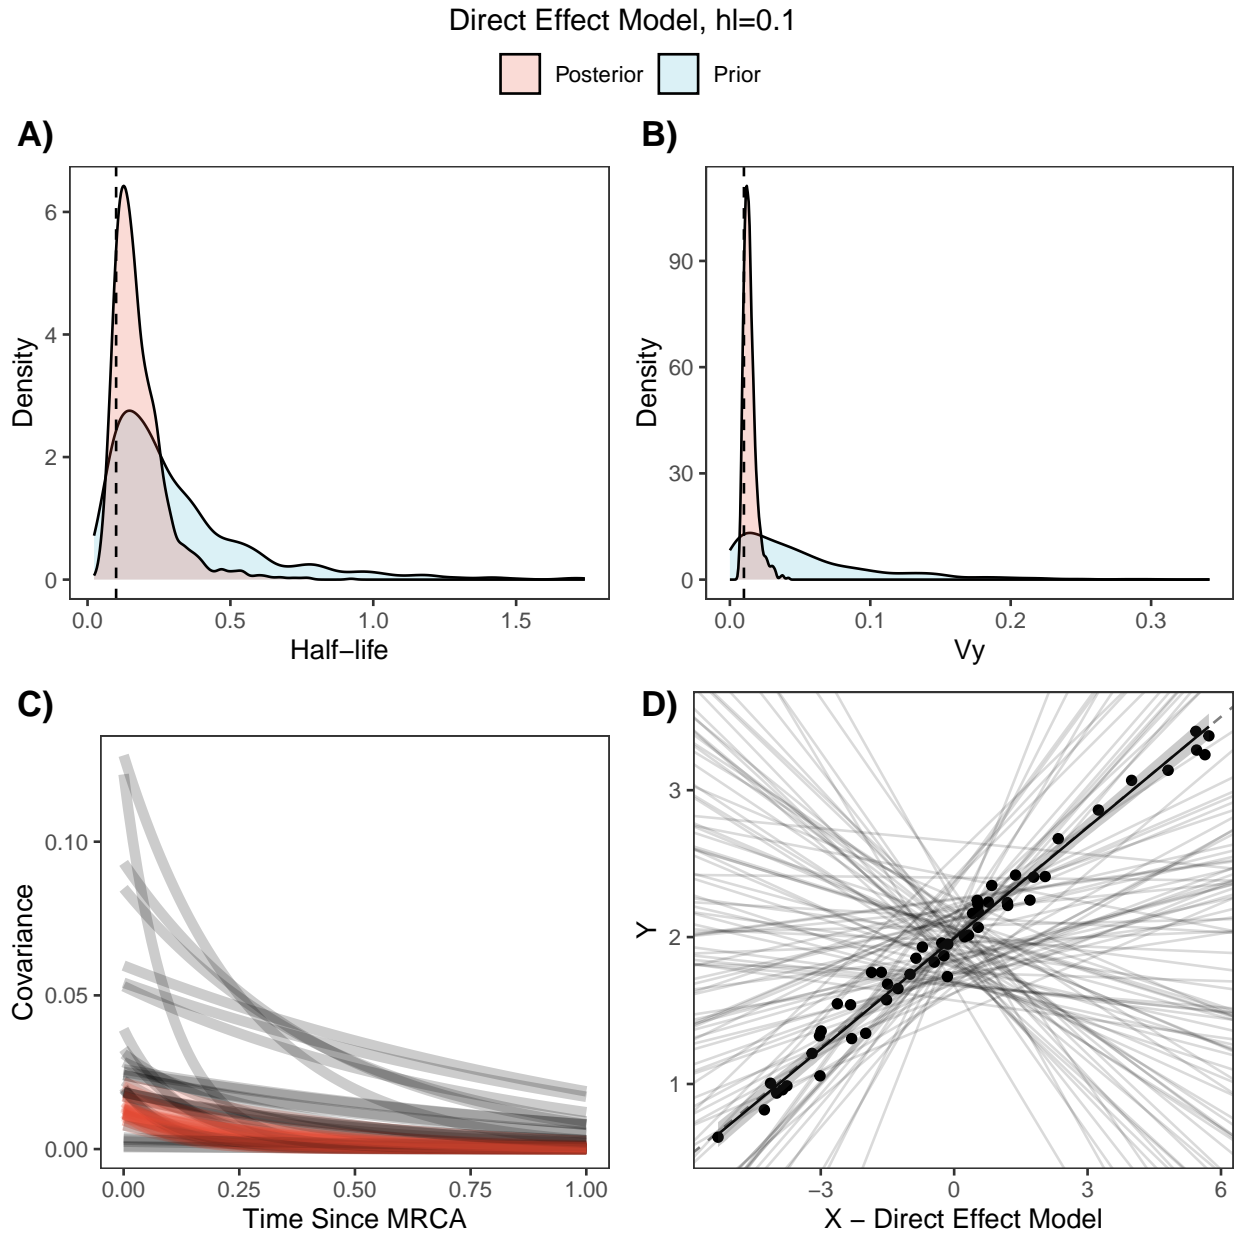 Direct Effect Model, hl=0.1
Posterior Prior
A)
Density
6
4
2
0
0.0 0.5 1.0 1.5
Half−life
B)
Density
90
60
30
0
0.0 0.1 0.2 0.3
Vy
C)
Covariance
0.10
0.05
0.00
0.00 0.25 0.50 0.75 1.00
Time Since MRCA
D)
Y
3
2
1
−3 0 3 6
X − Direct Effect Model